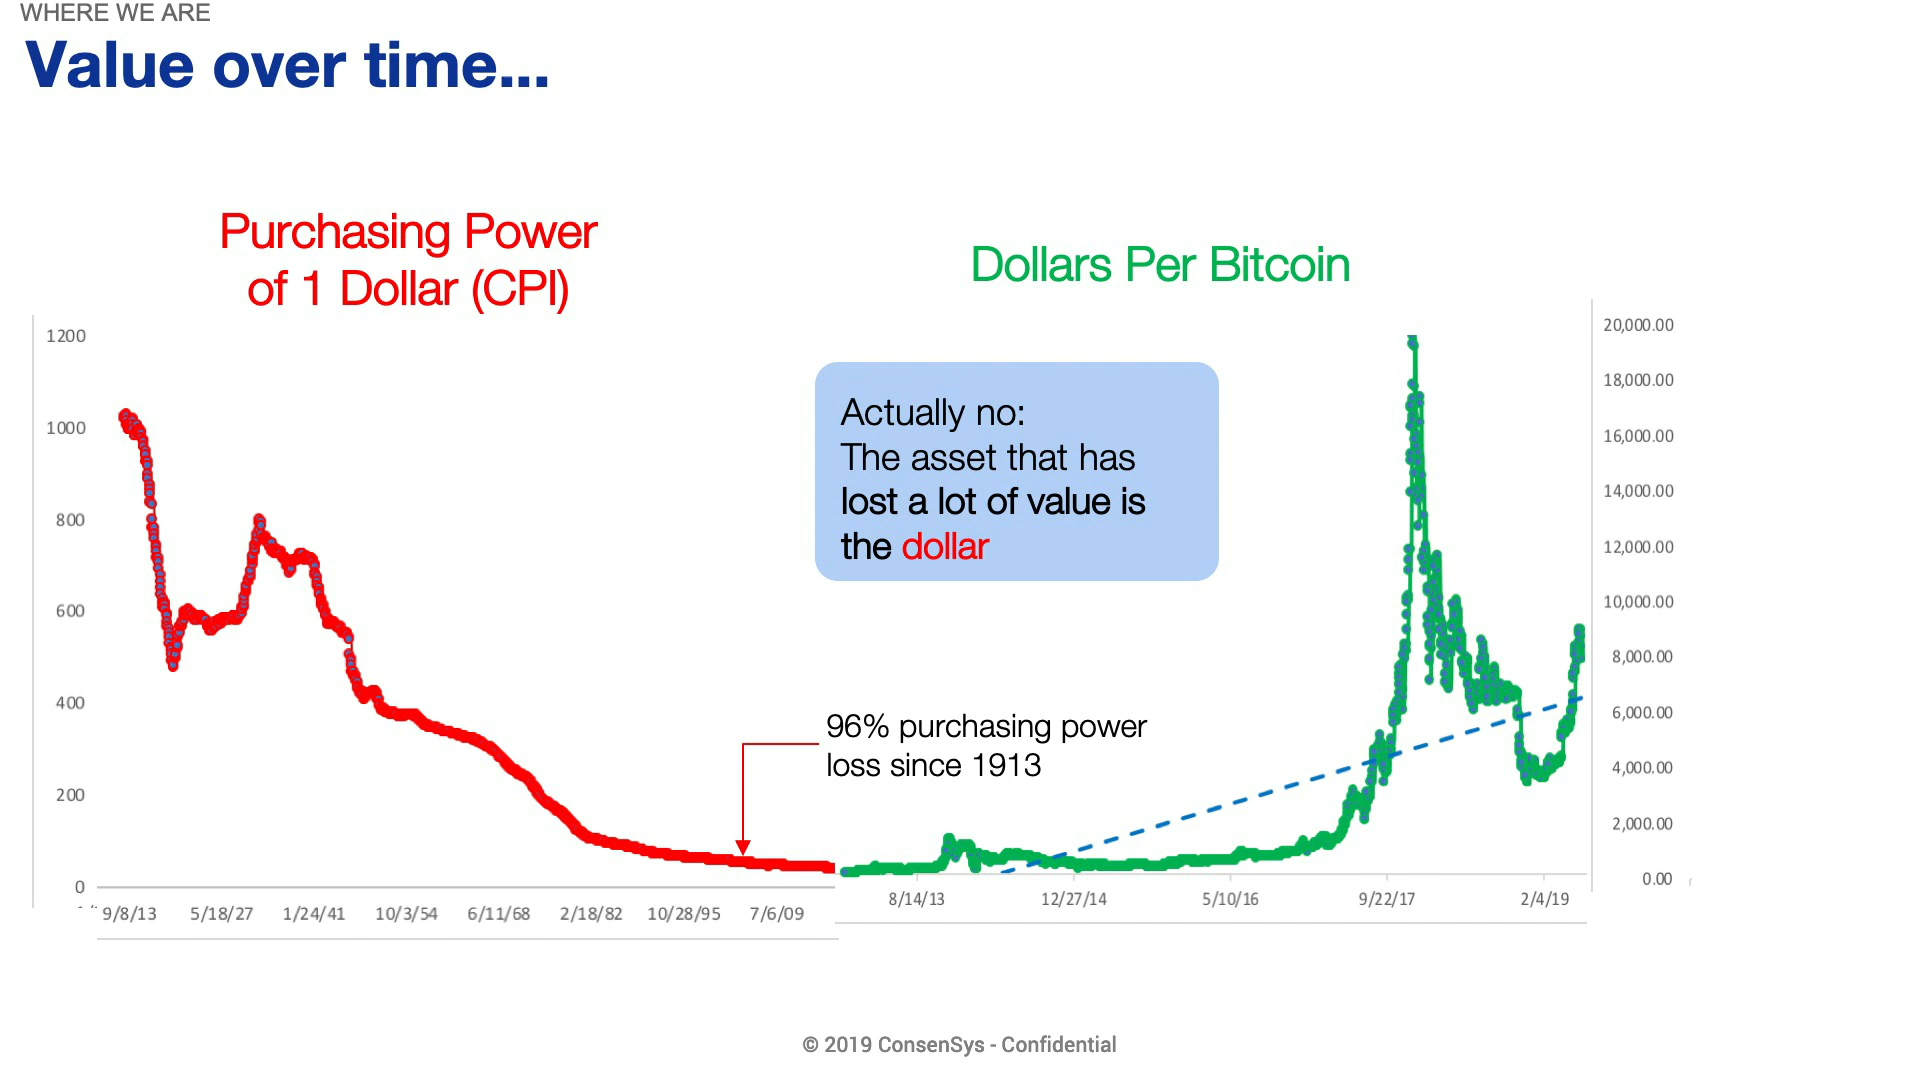 WHERE WE ARE
Value over time...
Purchasing Power
of 1 Dollar (CPI)
Dollars Per Bitcoin
1200
1000
800
600
400
200
0
9/8/13
5/18/27
1/24/41
10/3/54
6/11/68
2/18/82
10/28/95
7/6/09
Actually no:
The asset that has
lost a lot of value is
the dollar
96% purchasing power
loss since 1913
20,000.00
18,000.00
16,000.00
14,000.00
12,000.00
10,000.00
8,000.00
6,000.00
4,000.00
2,000.00
0.00
8/14/13
12/27/14
5/10/16
9/22/17
2/4/19
© 2019 ConsenSys - Confidential